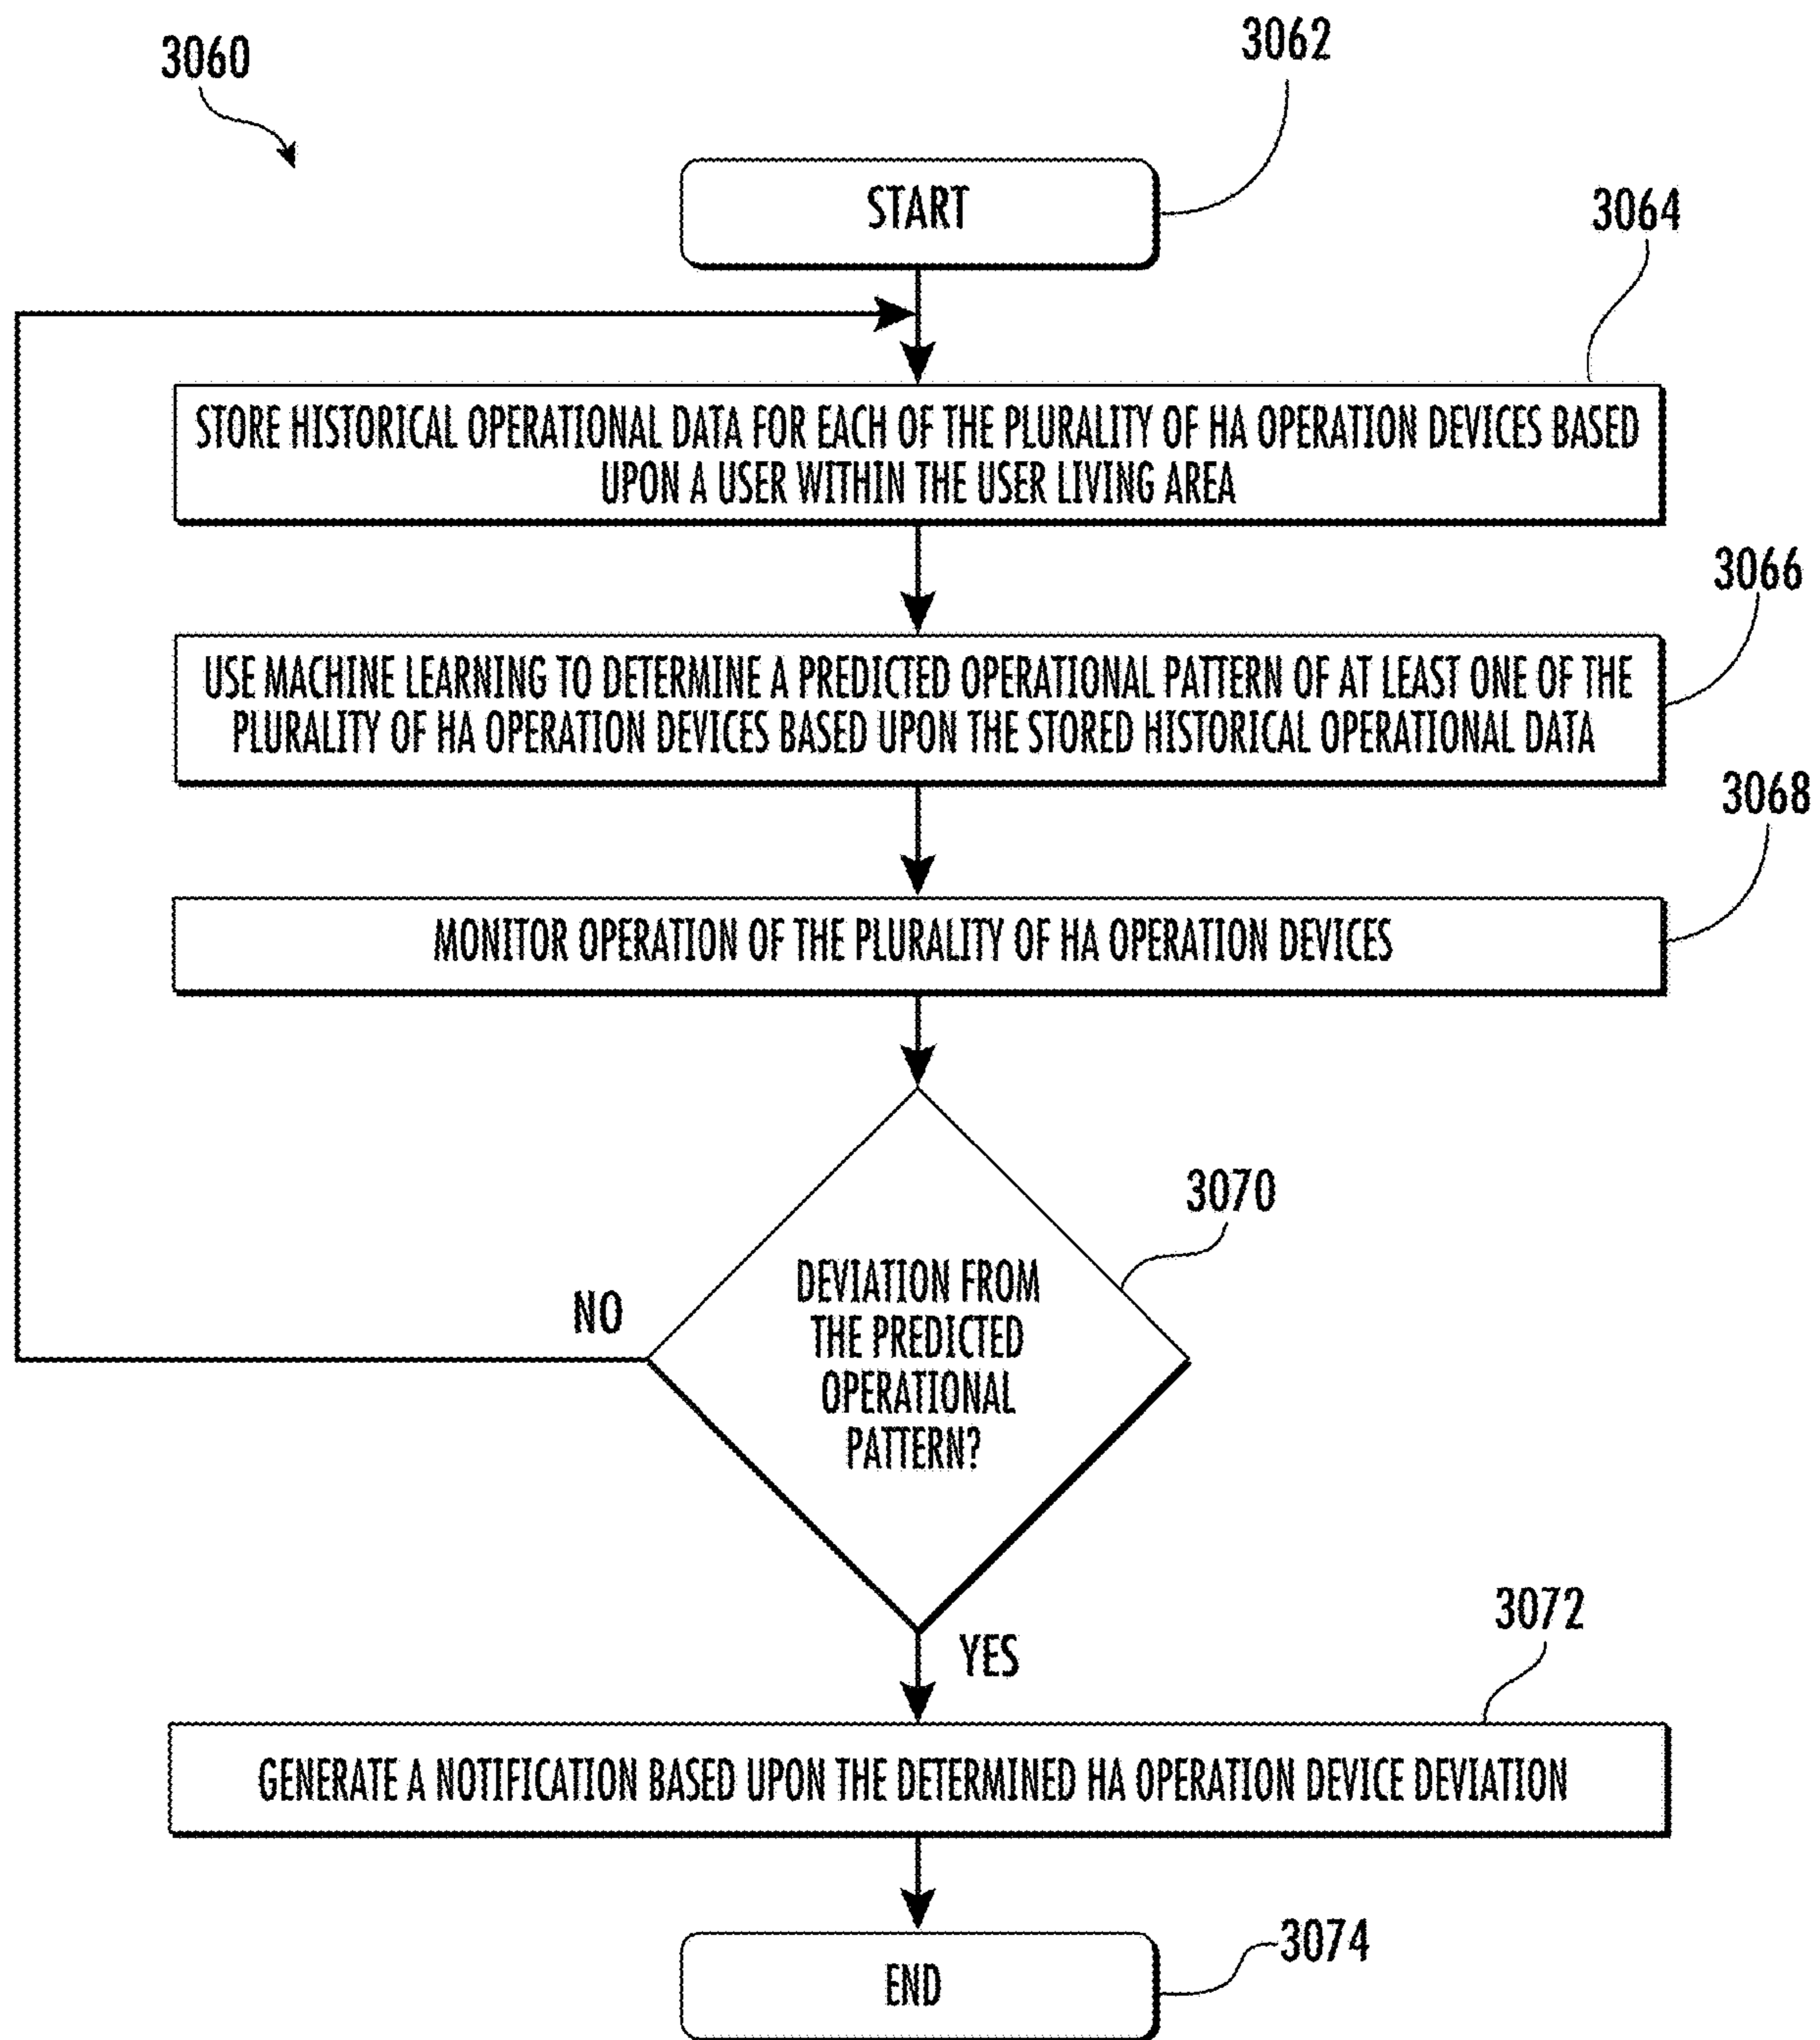 3060
3062
START
3064
STORE HISTORICAL OPERATIONAL DATA FOR EACH OF THE PLURALITY OF HA OPERATION DEVICES BASED
UPON A USER WITHIN THE USER LIVING AREA
3066
USE MACHINE LEARNING TO DETERMINE A PREDICTED OPERATIONAL PATTERN OF AT LEAST ONE OF THE
PLURALITY OF HA OPERATION DEVICES BASED UPON THE STORED HISTORICAL OPERATIONAL DATA
3068
MONITOR OPERATION OF THE PLURALITY OF HA OPERATION DEVICES
3070
DEVIATION FROM
THE PREDICTED
OPERATIONAL
PATTERN?
NO
YES
3072
GENERATE A NOTIFICATION BASED UPON THE DETERMINED HA OPERATION DEVICE DEVIATION
3074
END